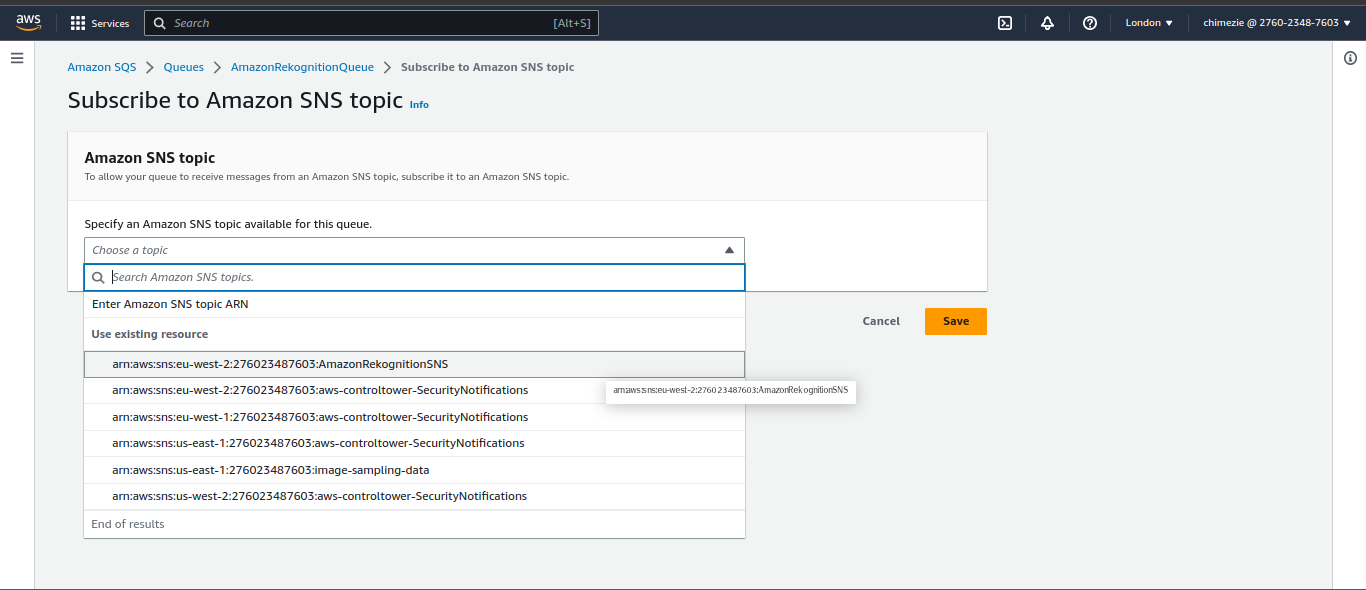 aws Services Search [Alt+S] London chimezie @ 2760-2348-7603
Amazon SQS Queues AmazonRekognitionQueue Subscribe to Amazon SNS topic
Subscribe to Amazon SNS topic Info
Amazon SNS topic
To allow your queue to receive messages from an Amazon SNS topic, subscribe it to an Amazon SNS topic.
Specify an Amazon SNS topic available for this queue.
Choose a topic
Search Amazon SNS topics.
Enter Amazon SNS topic ARN
Cancel Save
Use existing resource
arn:aws:sns:eu-west-2:276023487603:AmazonRekognitionSNS
arn:aws:sns:eu-west-2:276023487603:aws-controltower-SecurityNotifications
arn:aws:sns:eu-west-2:276023487603:AmazonRekognitionSNS
arn:aws:sns:eu-west-1:276023487603:aws-controltower-SecurityNotifications
arn:aws:sns:us-east-1:276023487603:aws-controltower-SecurityNotifications
arn:aws:sns:us-east-1:276023487603:image-sampling-data
arn:aws:sns:us-west-2:276023487603:aws-controltower-SecurityNotifications
End of results